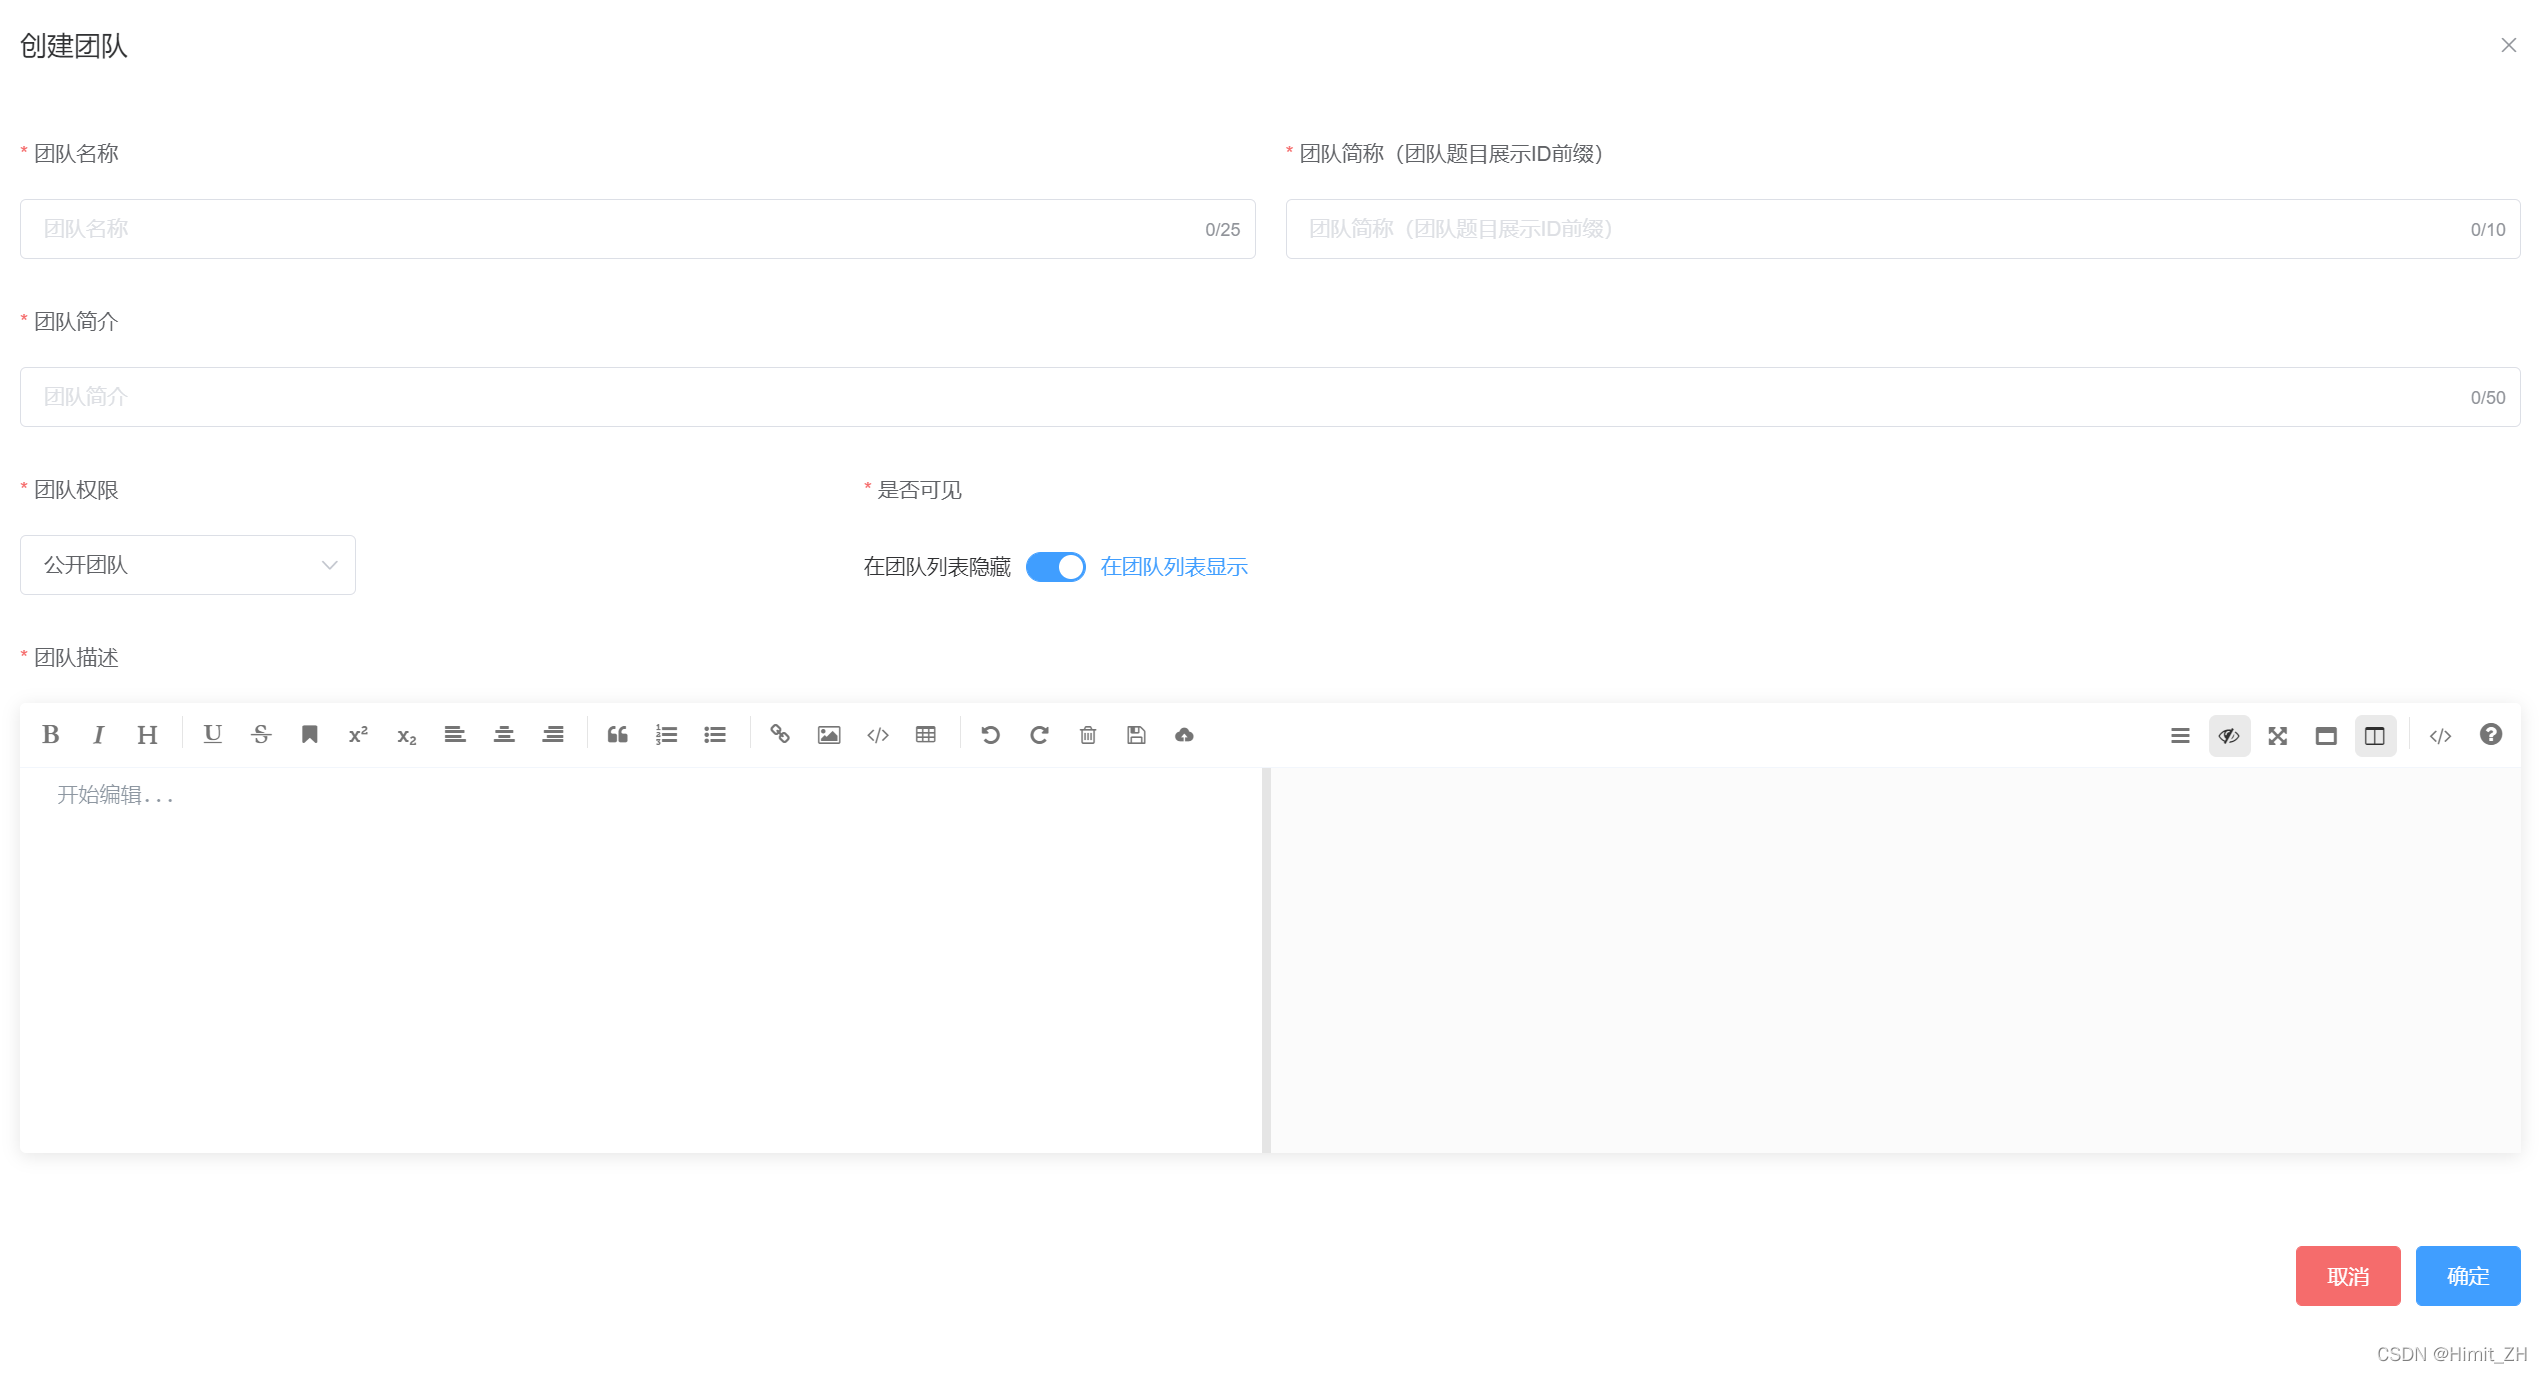 创建团队
* 团队名称
* 团队简称（团队题目展示ID前缀）
团队名称 0/25
团队简称（团队题目展示ID前缀） 0/10
* 团队简介
团队简介 0/50
* 团队权限
* 是否可见
公开团队
在团队列表隐藏 在团队列表显示
* 团队描述
开始编辑...
取消 确定
CSDN @Himit_ZH